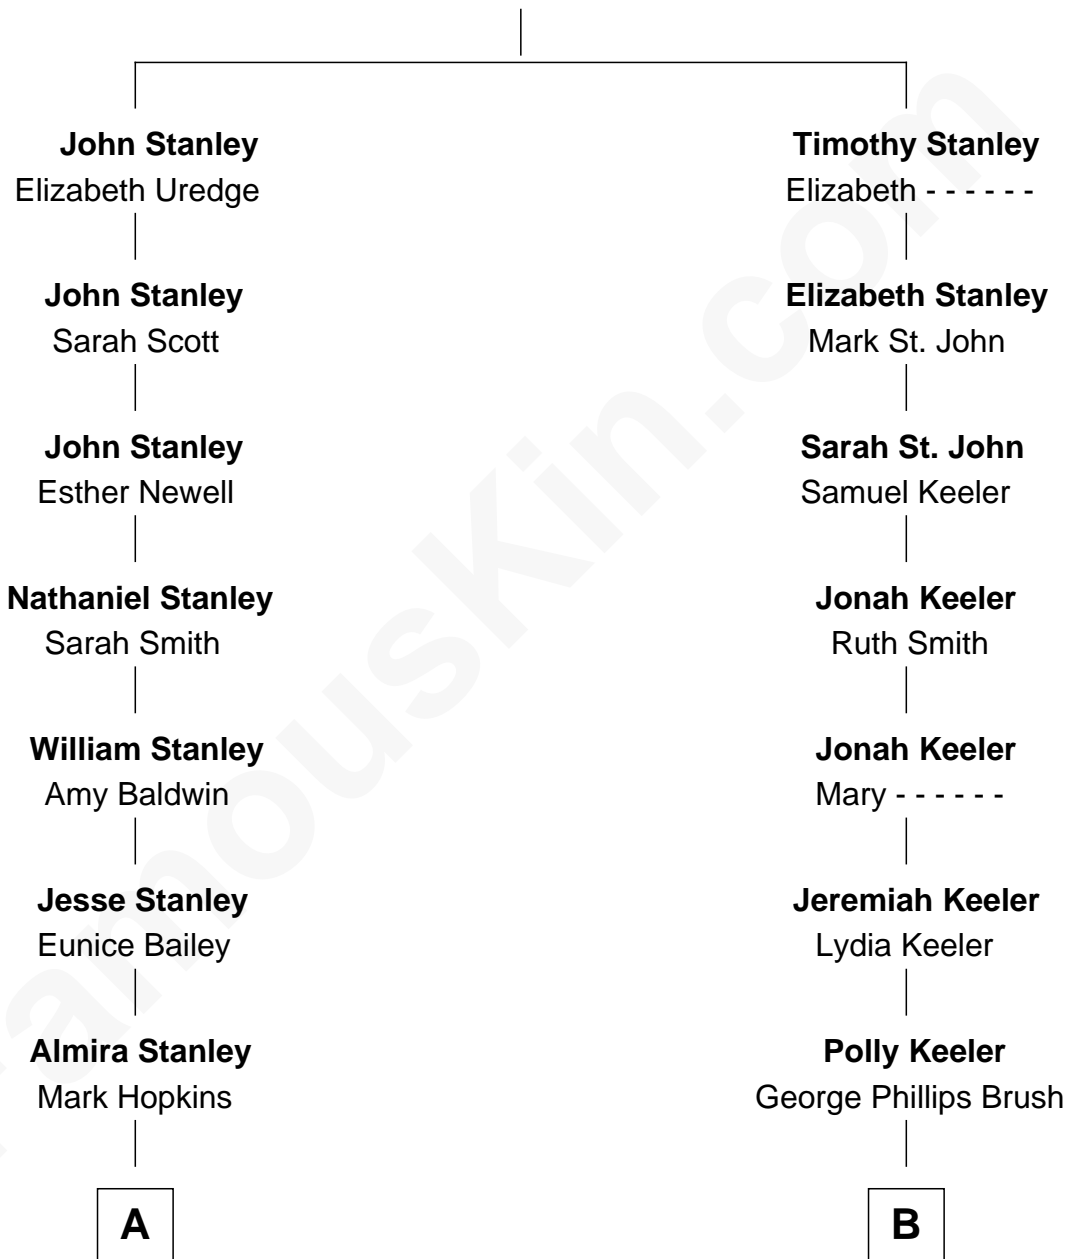 John Stanley
Elizabeth Uredge
John Stanley
Sarah Scott
John Stanley
Esther Newell
Nathaniel Stanley
Sarah Smith
William Stanley
Amy Baldwin
Jesse Stanley
Eunice Bailey
Almira Stanley
Mark Hopkins
A
Timothy Stanley
Elizabeth - - - - - -
Elizabeth Stanley
Mark St. John
Sarah St. John
Samuel Keeler
Jonah Keeler
Ruth Smith
Jonah Keeler
Mary - - - - - -
Jeremiah Keeler
Lydia Keeler
Polly Keeler
George Phillips Brush
B
FamousKin.com